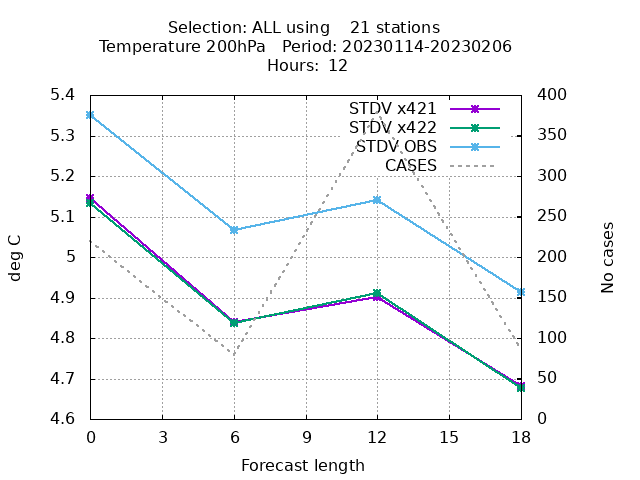 Selection: ALL using    21 stations
Temperature 200hPa   Period: 20230114-20230206
Hours: 12
STDV x421
STDV x422
STDV OBS
CASES
5.4
5.3
5.2
5.1
5
4.9
4.8
4.7
4.6
400
350
300
250
200
150
100
50
0
deg C
No cases
0 3 6 9 12 15 18
Forecast length